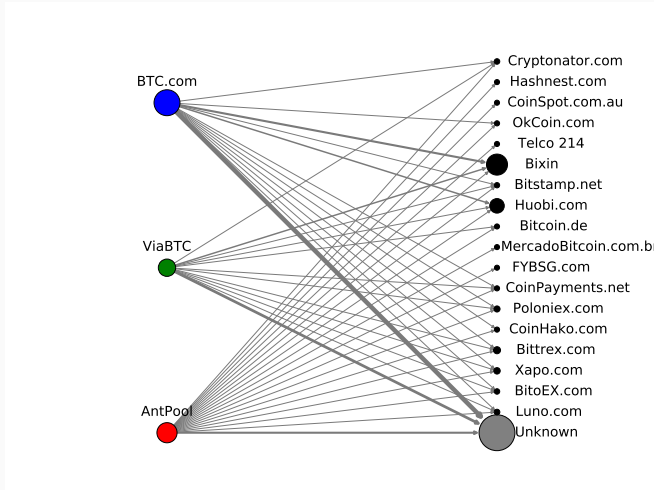 BTC.com
ViaBTC
AntPool
Cryptonator.com
Hashnest.com
CoinSpot.com.au
OkCoin.com
Telco 214
Bixin
Bitstamp.net
Huobi.com
Bitcoin.de
MercadoBitcoin.com.br
FYBSG.com
CoinPayments.net
Poloniex.com
CoinHako.com
Bittrex.com
Xapo.com
BitoEX.com
Luno.com
Unknown